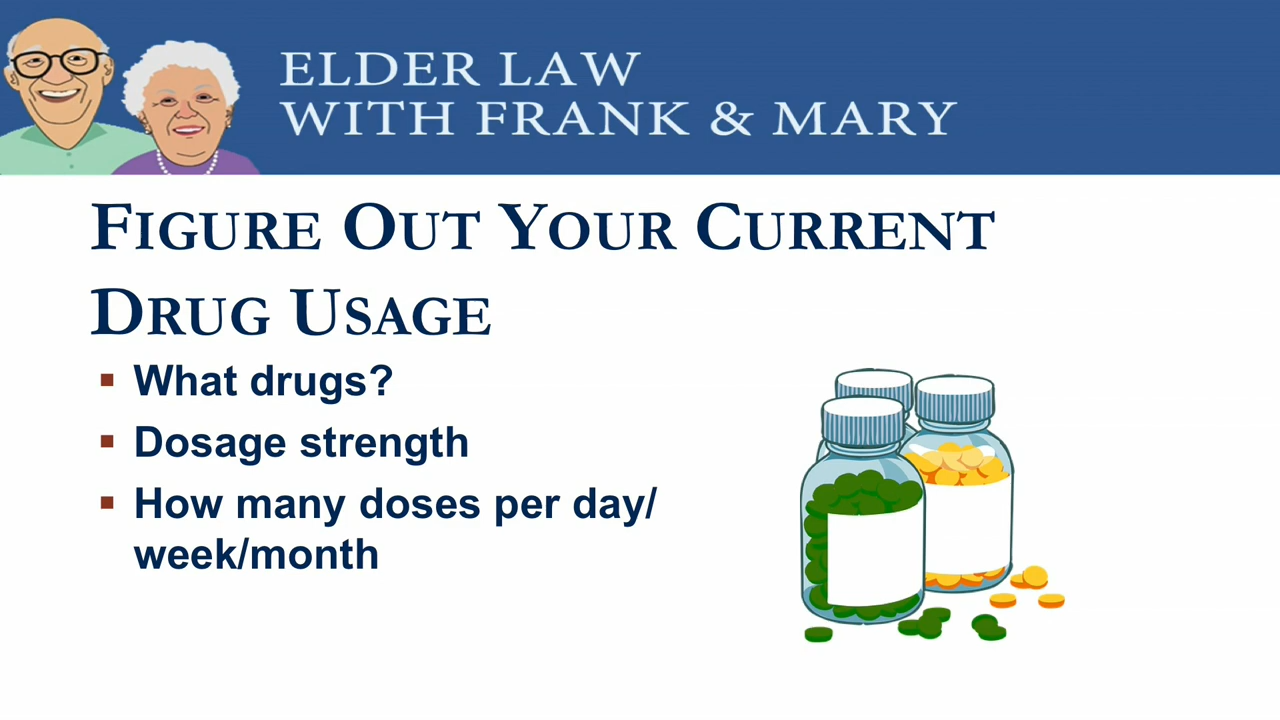 ELDER LAW
WITH FRANK & MARY
FIGURE OUT YOUR CURRENT
DRUG USAGE
▪ What drugs?
▪ Dosage strength
▪ How many doses per day/
week/month